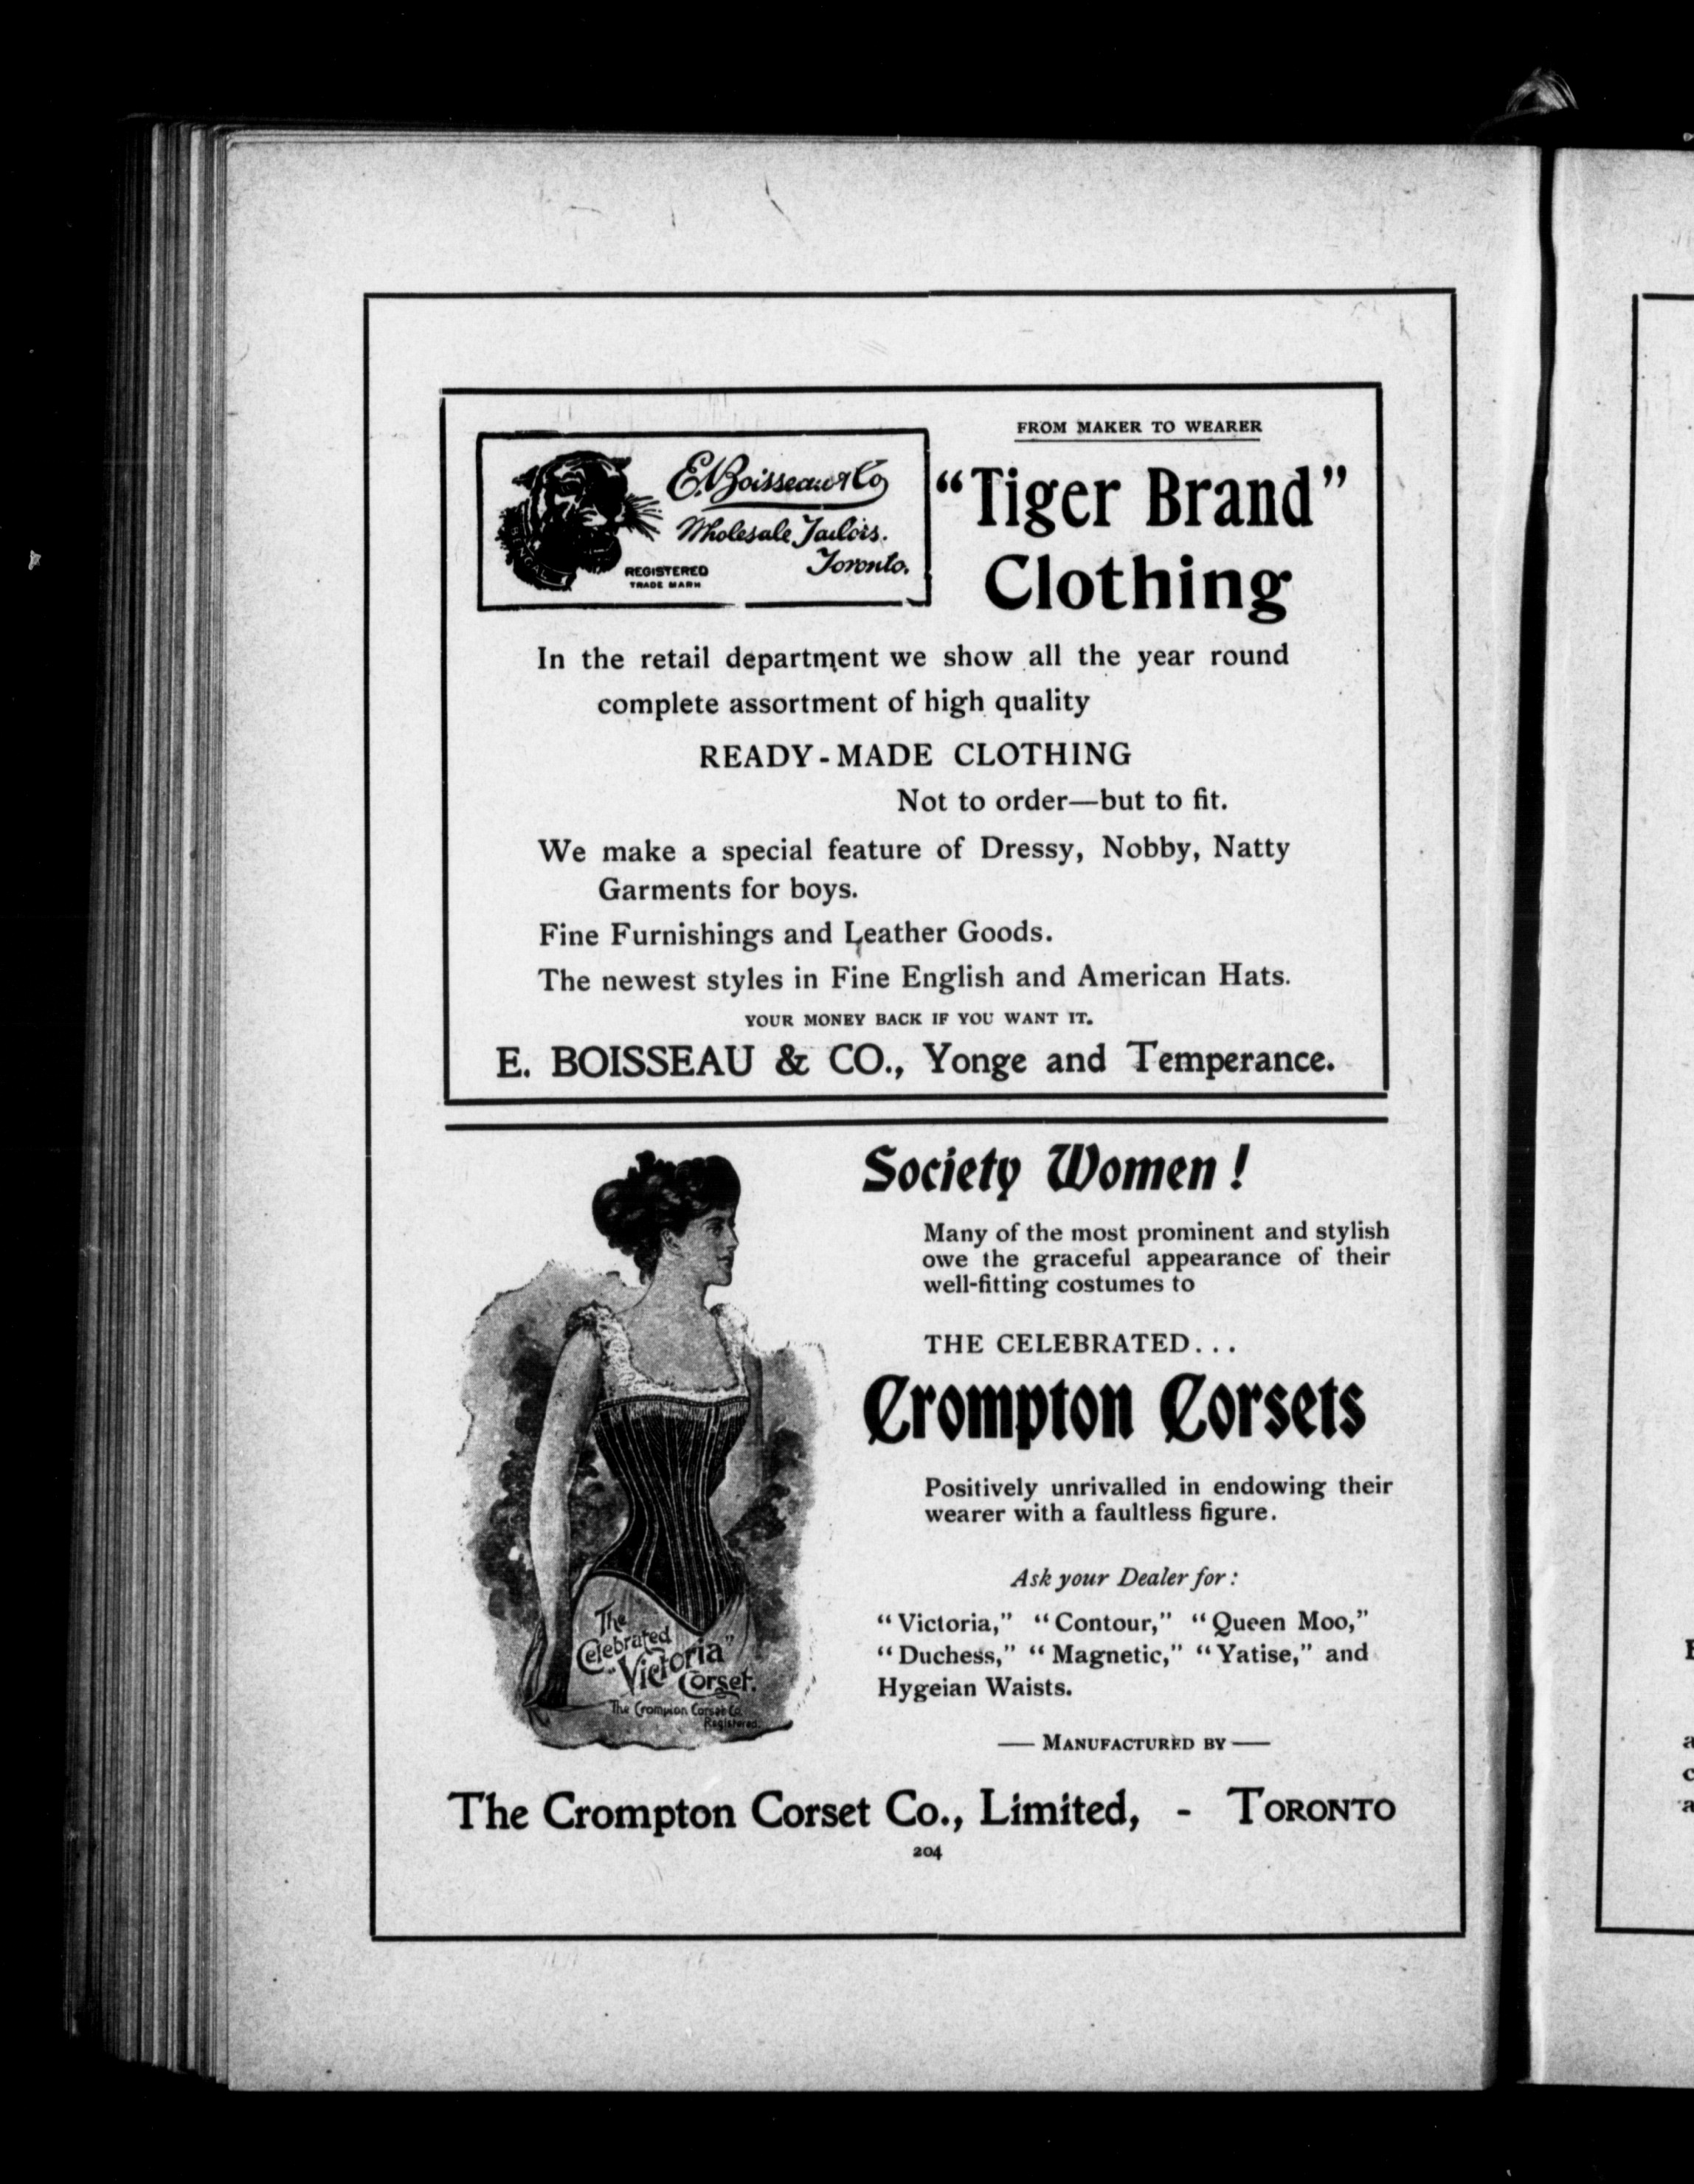 E. Boisseau & Co
Wholesale Tailors.
Toronto.
REGISTERED
TRADE MARK
FROM MAKER TO WEARER
“Tiger Brand”
Clothing
In the retail department we show all the year round
complete assortment of high quality
READY-MADE CLOTHING
Not to order—but to fit.
We make a special feature of Dressy, Nobby, Natty
Garments for boys.
Fine Furnishings and Leather Goods.
The newest styles in Fine English and American Hats.
YOUR MONEY BACK IF YOU WANT IT.
E. BOISSEAU & CO., Yonge and Temperance.
Society Women!
Many of the most prominent and stylish
owe the graceful appearance of their
well-fitting costumes to
THE CELEBRATED...
Crompton Corsets
Positively unrivalled in endowing their
wearer with a faultless figure.
Ask your Dealer for:
“Victoria,” “Contour,” “Queen Moo,”
“Duchess,” “Magnetic,” “Yatise,” and
Hygeian Waists.
The
Celebrated
“Victoria”
Corset.
The Crompton Corset Co.
Registered.
— MANUFACTURED BY —
The Crompton Corset Co., Limited, - TORONTO
204